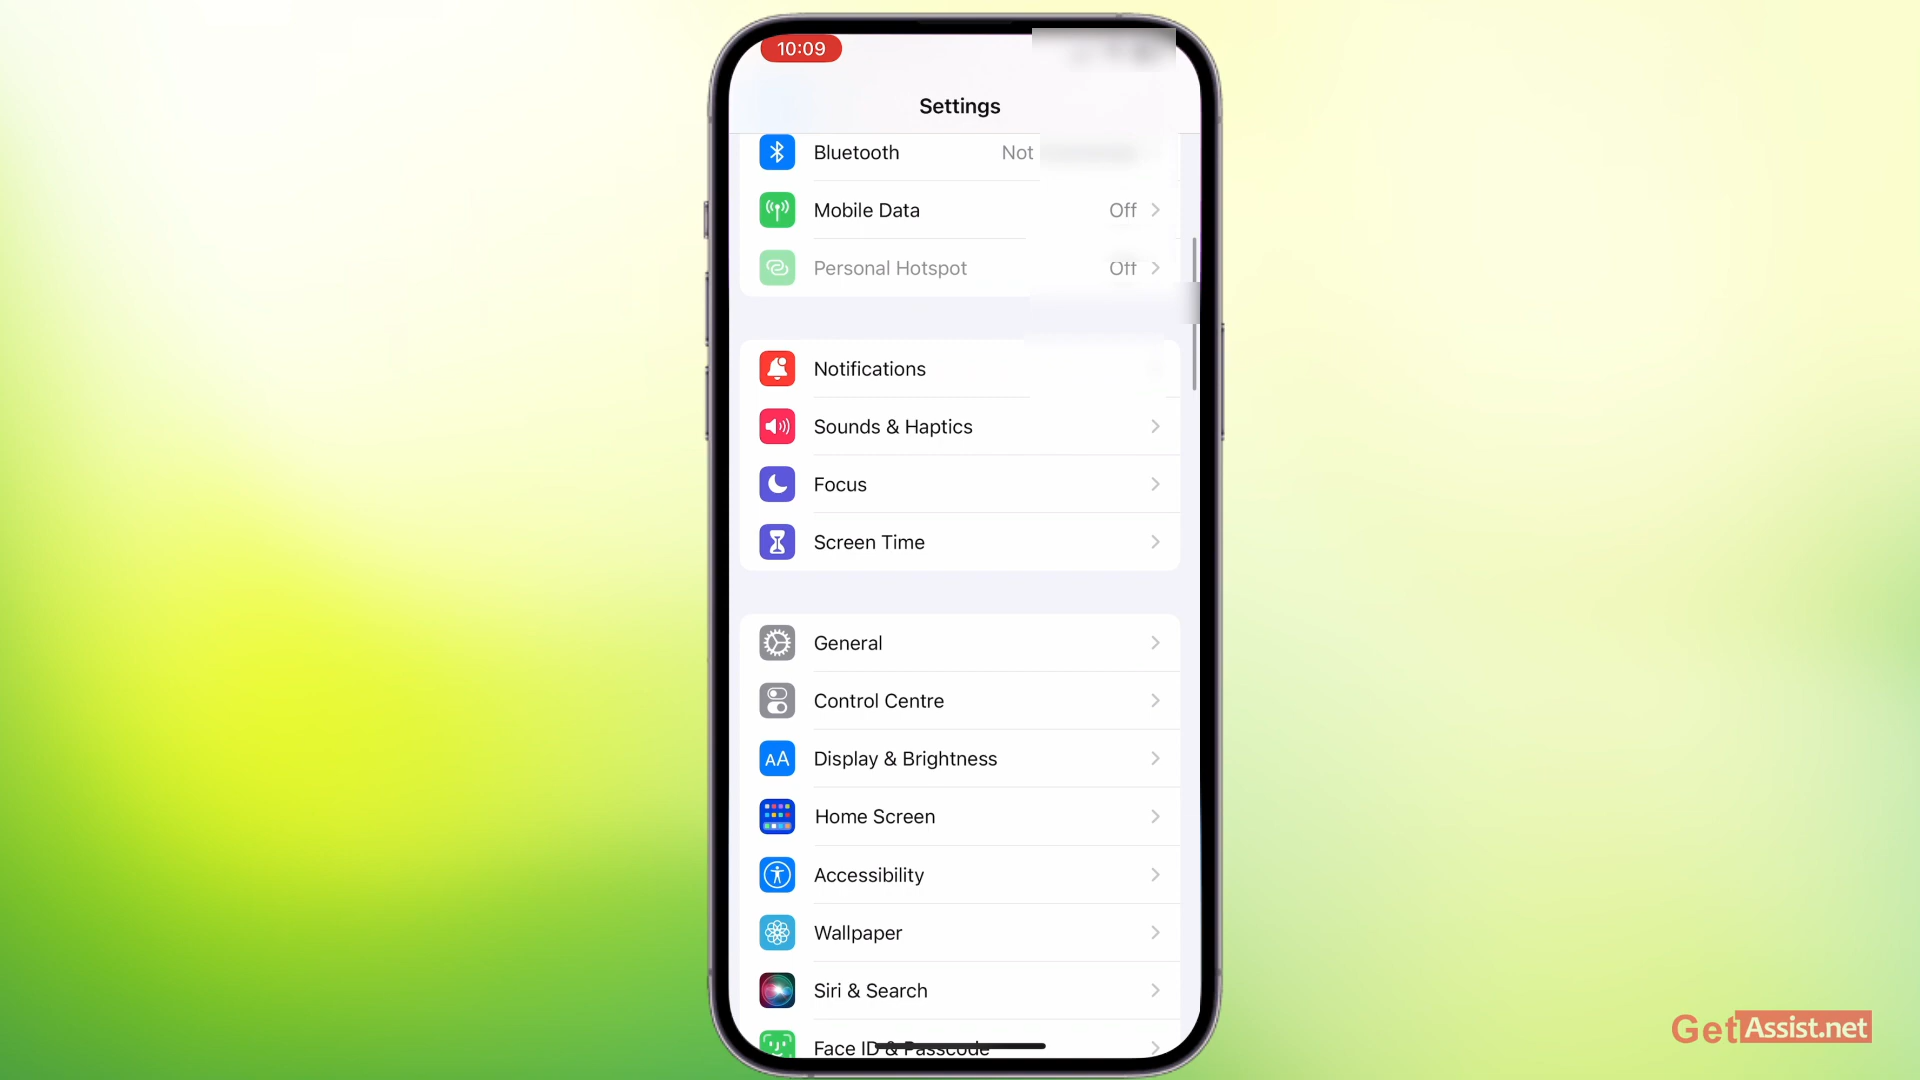 10:09
Settings
Bluetooth Not
Mobile Data Off
Personal Hotspot Off
Notifications
Sounds & Haptics
Focus
Screen Time
General
Control Centre
AA Display & Brightness
Home Screen
Accessibility
Wallpaper
Siri & Search
Face ID & Passcode
GetAssist.net